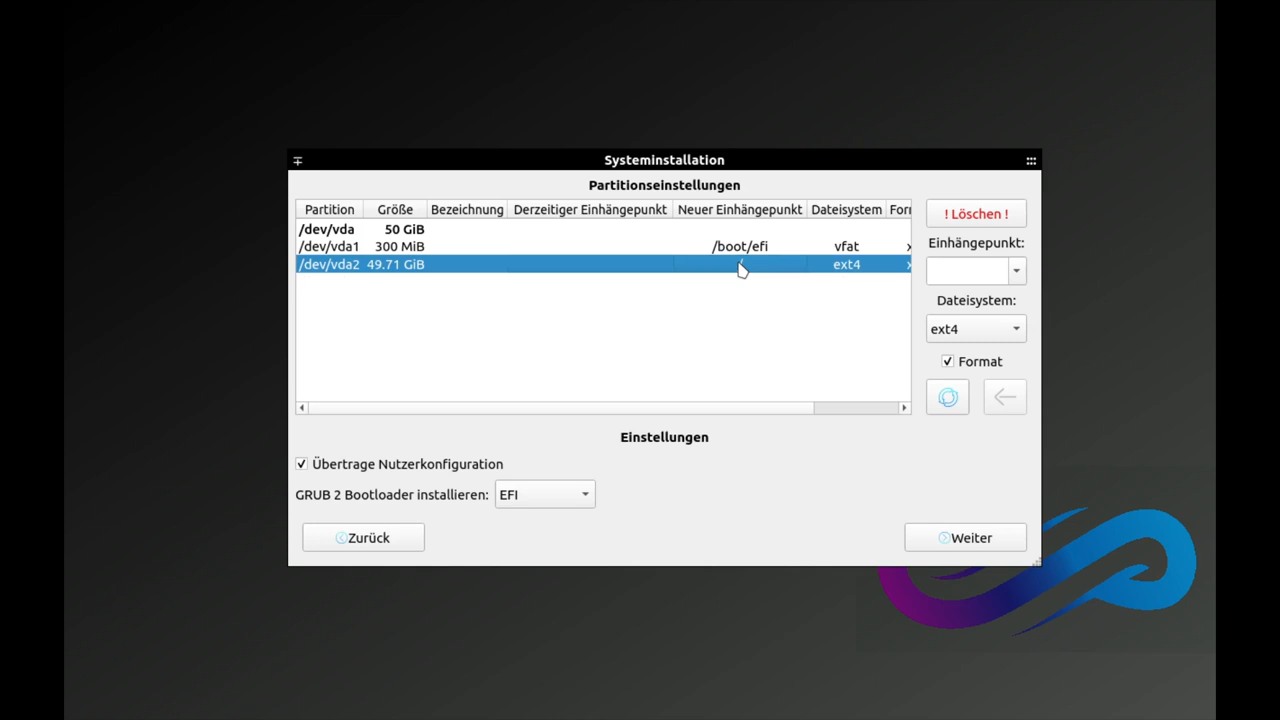 Systeminstallation
Partitionseinstellungen
Partition Größe Bezeichnung Derzeitiger Einhängepunkt Neuer Einhängepunkt Dateisystem
/dev/vda 50 GiB
/dev/vda1 300 MiB /boot/efi vfat x
/dev/vda2 49.71 GiB / ext4 x
! Löschen !
Einhängepunkt:
Dateisystem:
ext4
Format
Einstellungen
Übertrage Nutzerkonfiguration
GRUB 2 Bootloader installieren: EFI
Zurück
Weiter